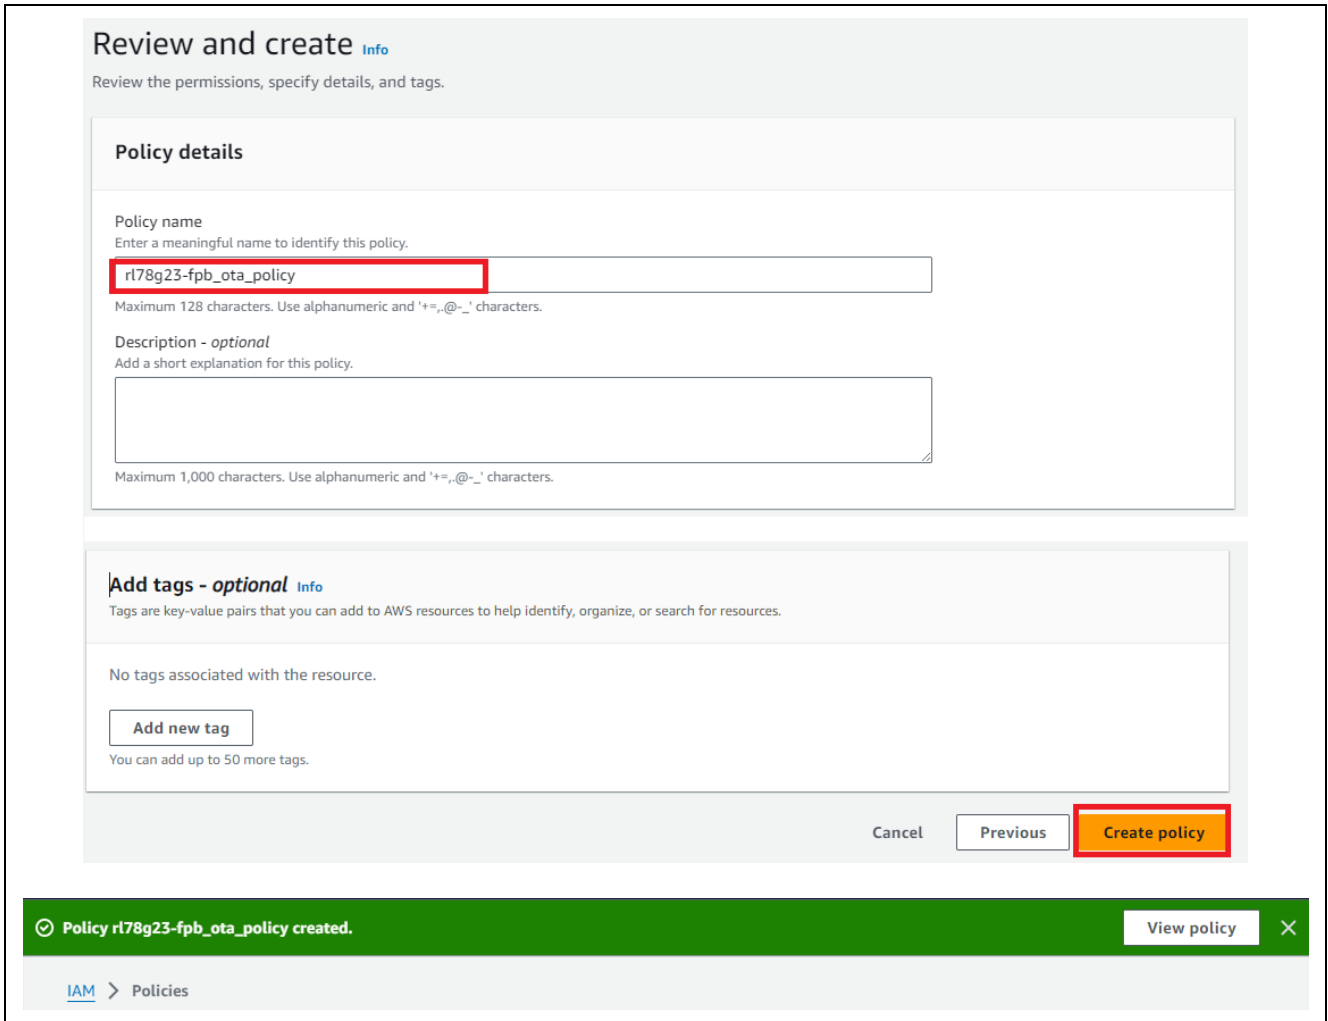 Review and create Info
Review the permissions, specify details, and tags.
Policy details
Policy name
Enter a meaningful name to identify this policy.
rl78g23-fpb_ota_policy
Maximum 128 characters. Use alphanumeric and '+=,.@-_' characters.
Description - optional
Add a short explanation for this policy.
Maximum 1,000 characters. Use alphanumeric and '+=,.@-_' characters.
Add tags - optional Info
Tags are key-value pairs that you can add to AWS resources to help identify, organize, or search for resources.
No tags associated with the resource.
Add new tag
You can add up to 50 more tags.
Cancel Previous Create policy
Policy rl78g23-fpb_ota_policy created. View policy
IAM > Policies